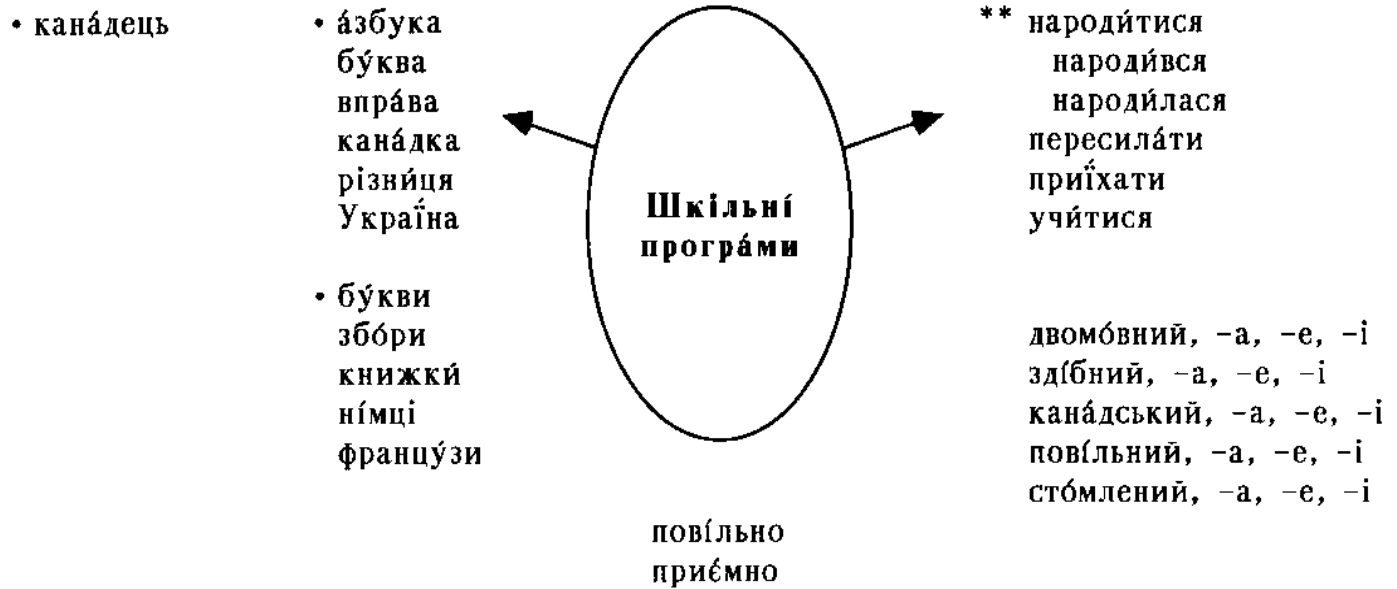 • кана́дець
• а́збука
бу́ква
впра́ва
кана́дка
різни́ця
Украї́на
• бу́кви
збо́ри
книжки́
ні́мці
францу́зи
Шкільні́
програ́ми
пові́льно
приє́мно
** народи́тися
народи́вся
народи́лася
пересила́ти
приї́хати
учи́тися
двомо́вний, -а, -е, -і
зді́бний, -а, -е, -і
кана́дський, -а, -е, -і
пові́льний, -а, -е, -і
сто́млений, -а, -е, -і